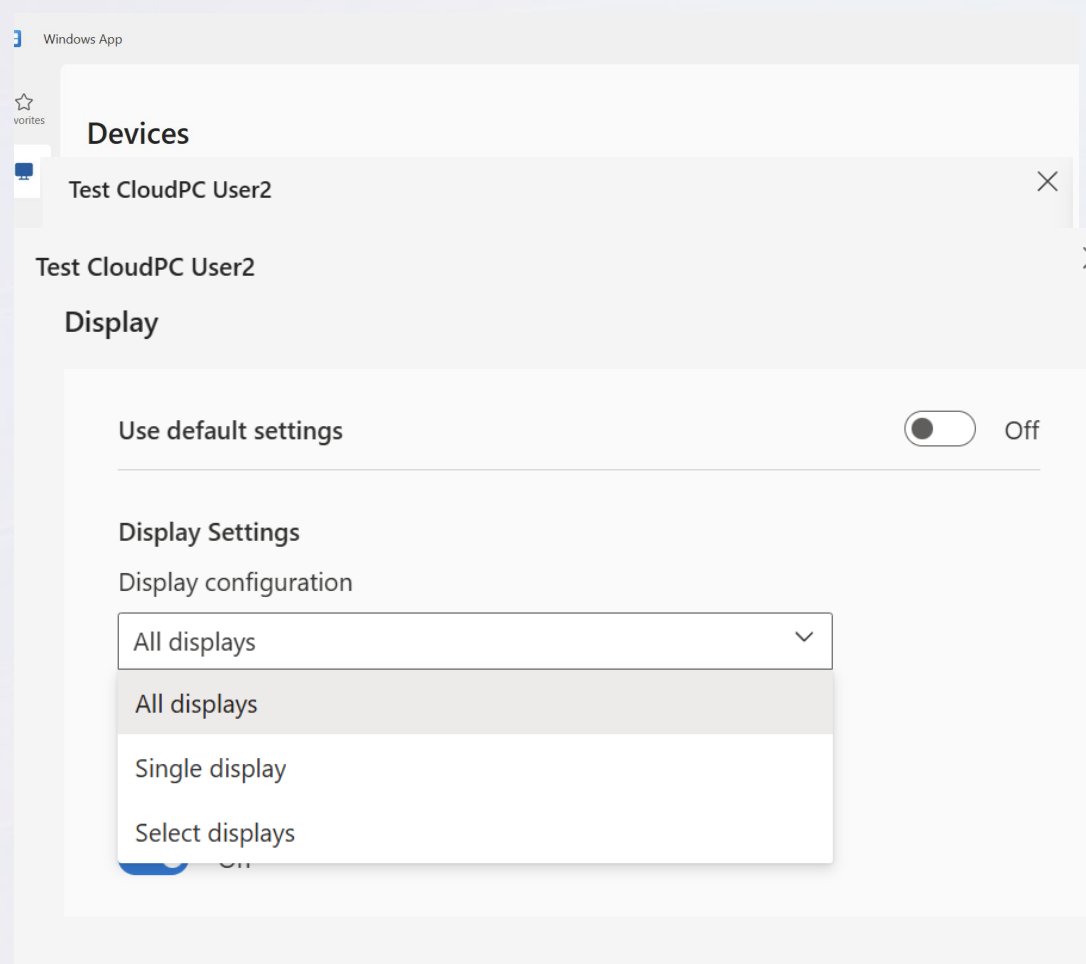 Windows App
Devices
Test CloudPC User2
Test CloudPC User2
Display
Use default settings
Off
Display Settings
Display configuration
All displays
All displays
Single display
Select displays